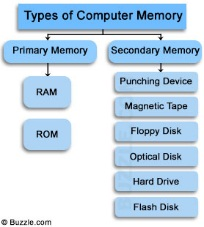 Types of Computer Memory
Primary Memory
Secondary Memory
RAM
ROM
Punching Device
Magnetic Tape
Floppy Disk
Optical Disk
Hard Drive
Flash Disk
© Buzzle.com